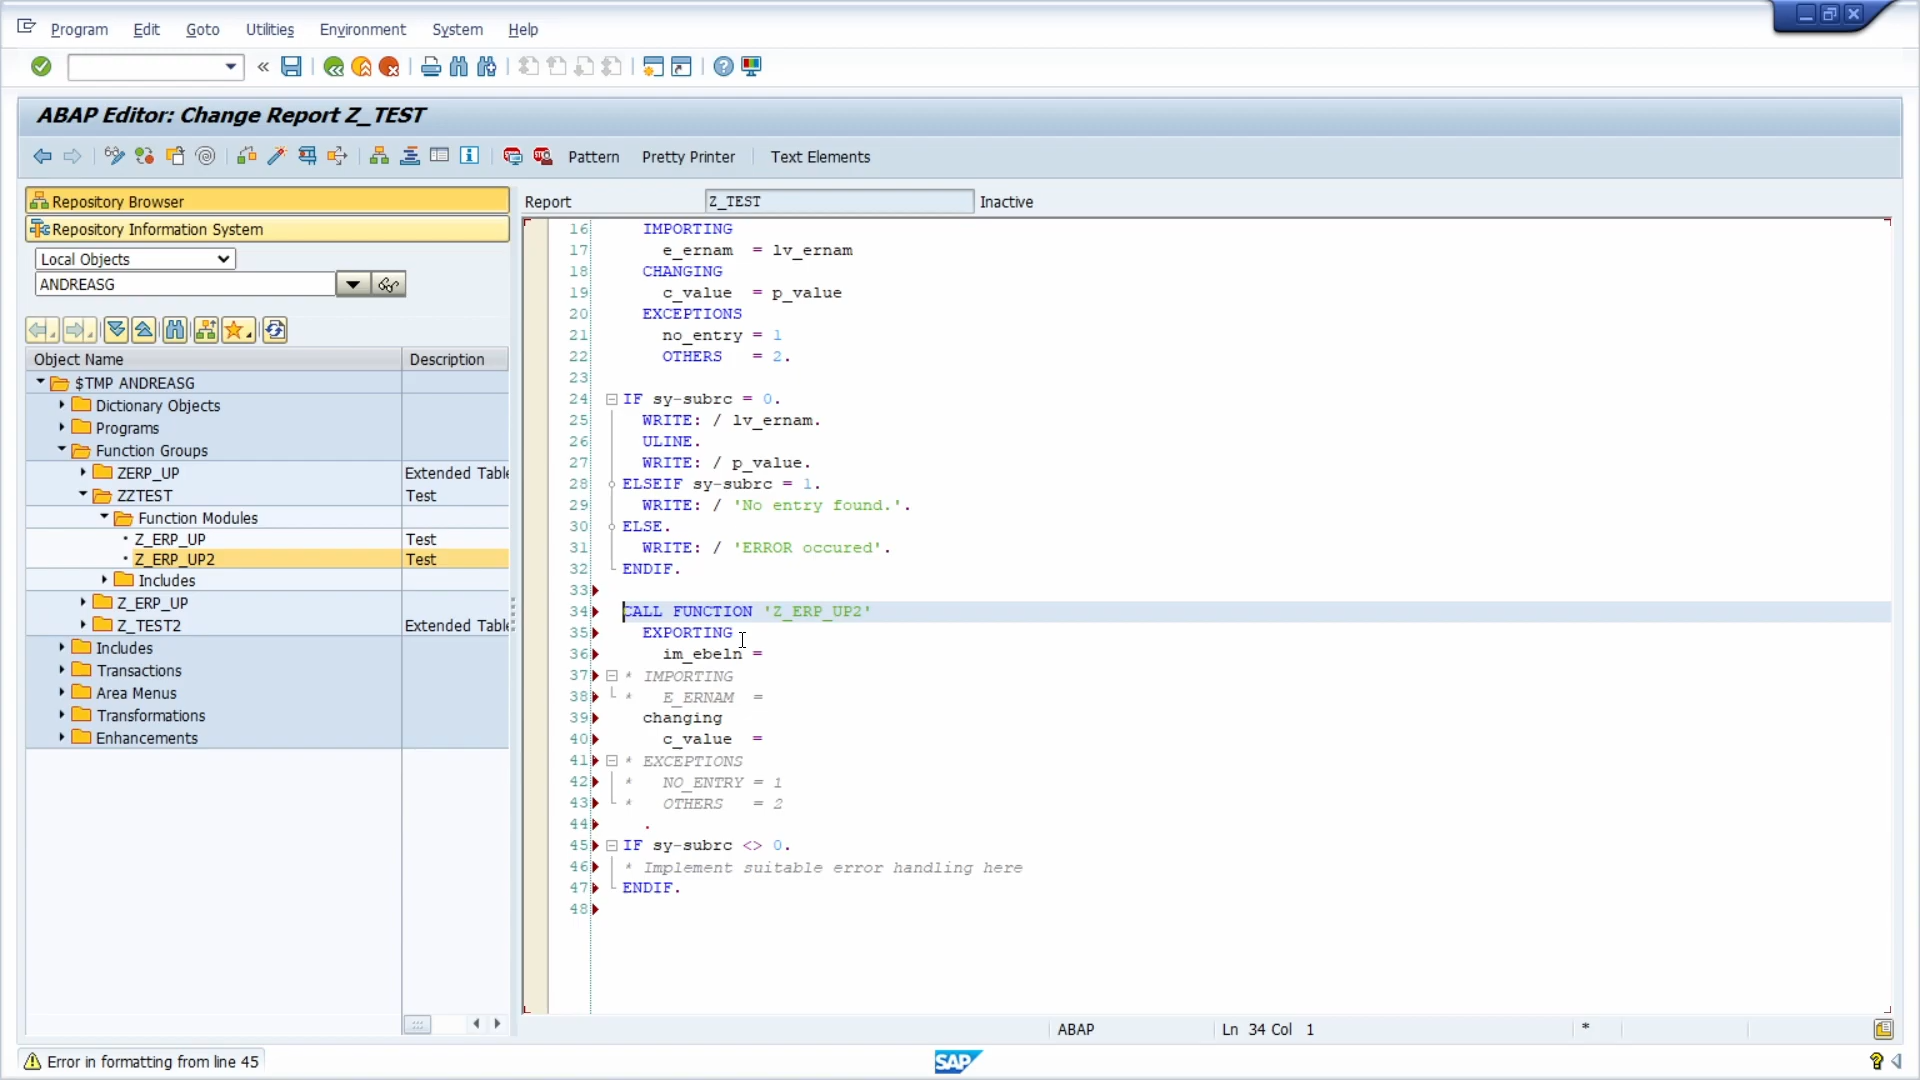 Program Edit Goto Utilities Environment System Help
ABAP Editor: Change Report Z_TEST
Pattern Pretty Printer Text Elements
Repository Browser
Repository Information System
Local Objects
ANDREASG
Object Name Description
$TMP ANDREASG
Dictionary Objects
Programs
Function Groups
ZERP_UP Extended Table
ZZTEST Test
Function Modules
Z_ERP_UP Test
Z_ERP_UP2 Test
Includes
Z_ERP_UP
Z_TEST2 Extended Table
Includes
Transactions
Area Menus
Transformations
Enhancements
Report Z_TEST Inactive
16 IMPORTING
17 e_ernam = lv_ernam
18 CHANGING
19 c_value = p_value
20 EXCEPTIONS
21 no_entry = 1
22 OTHERS = 2.
23
24 IF sy-subrc = 0.
25 WRITE: / lv_ernam.
26 ULINE.
27 WRITE: / p_value.
28 ELSEIF sy-subrc = 1.
29 WRITE: / 'No entry found.'.
30 ELSE.
31 WRITE: / 'ERROR occured'.
32 ENDIF.
33
34 CALL FUNCTION 'Z_ERP_UP2'
35 EXPORTING
36 im_ebeln =
37 * IMPORTING
38 * E_ERNAM =
39 changing
40 c_value =
41 * EXCEPTIONS
42 * NO_ENTRY = 1
43 * OTHERS = 2
44 .
45 IF sy-subrc <> 0.
46 * Implement suitable error handling here
47 ENDIF.
48
ABAP Ln 34 Col 1 *
Error in formatting from line 45
SAP